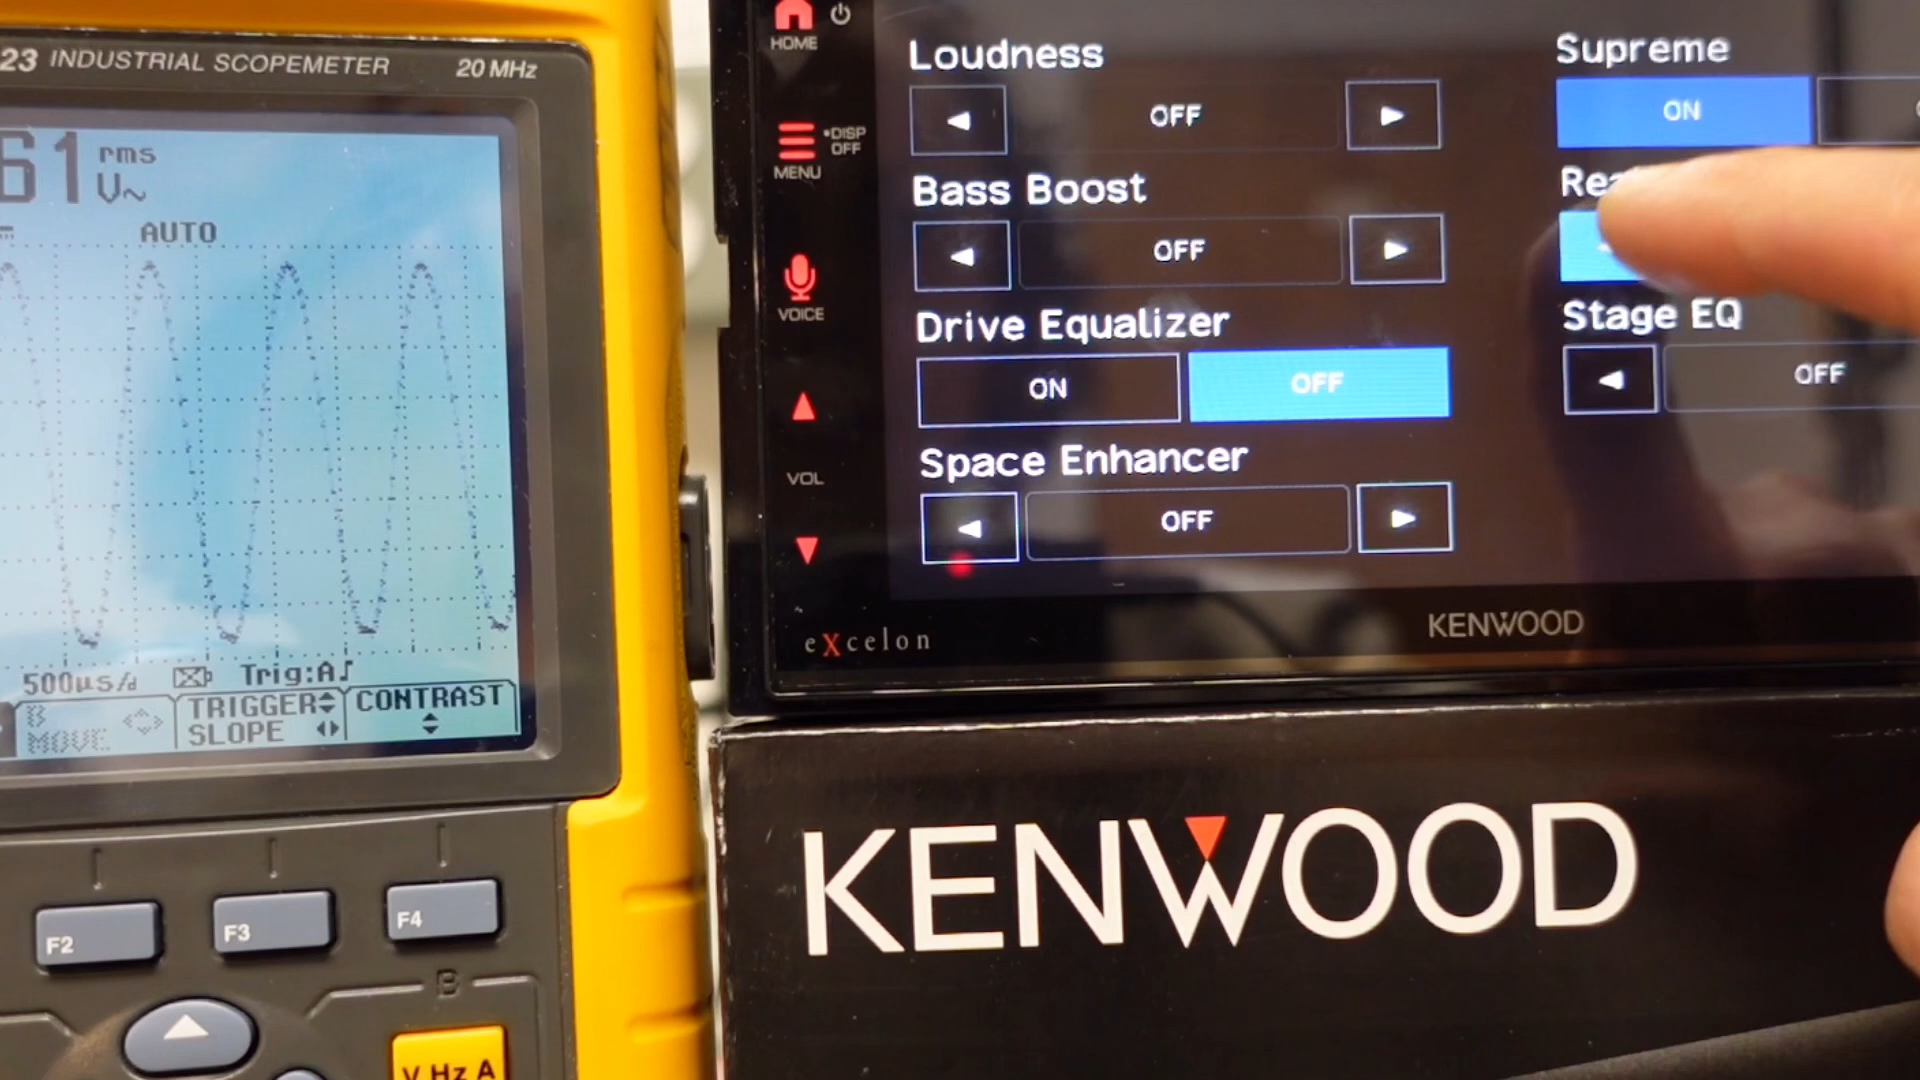 23 INDUSTRIAL SCOPEMETER 20 MHz
61 rms
V~
AUTO
500µs/d Trig:A
B
MOVE
TRIGGER
SLOPE
CONTRAST
F2
F3
F4
B
V Hz A
HOME
MENU
•DISP
OFF
VOICE
VOL
Loudness
OFF
Bass Boost
OFF
Drive Equalizer
ON OFF
Space Enhancer
OFF
Supreme
ON
Stage EQ
OFF
eXcelon
KENWOOD
KENWOOD